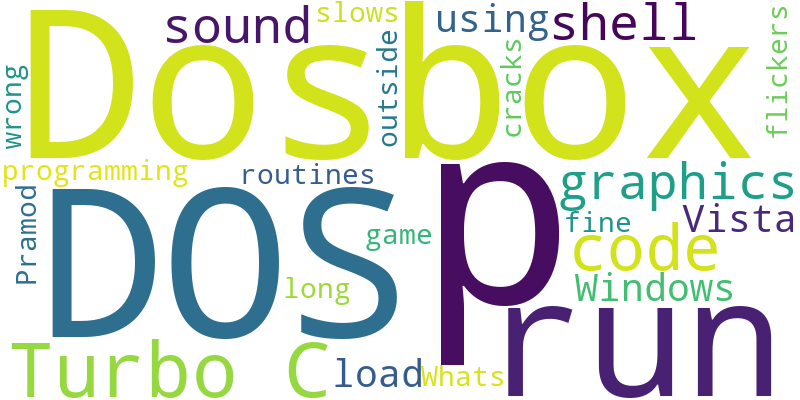 sound
slows
using
shell
Dosbox
wrong
outside
cracks
flickers
programming
routines
p
graphics
Pramod
DOS
game
fine
Vista
code
long
Windows
run
Turbo C
load
Whats